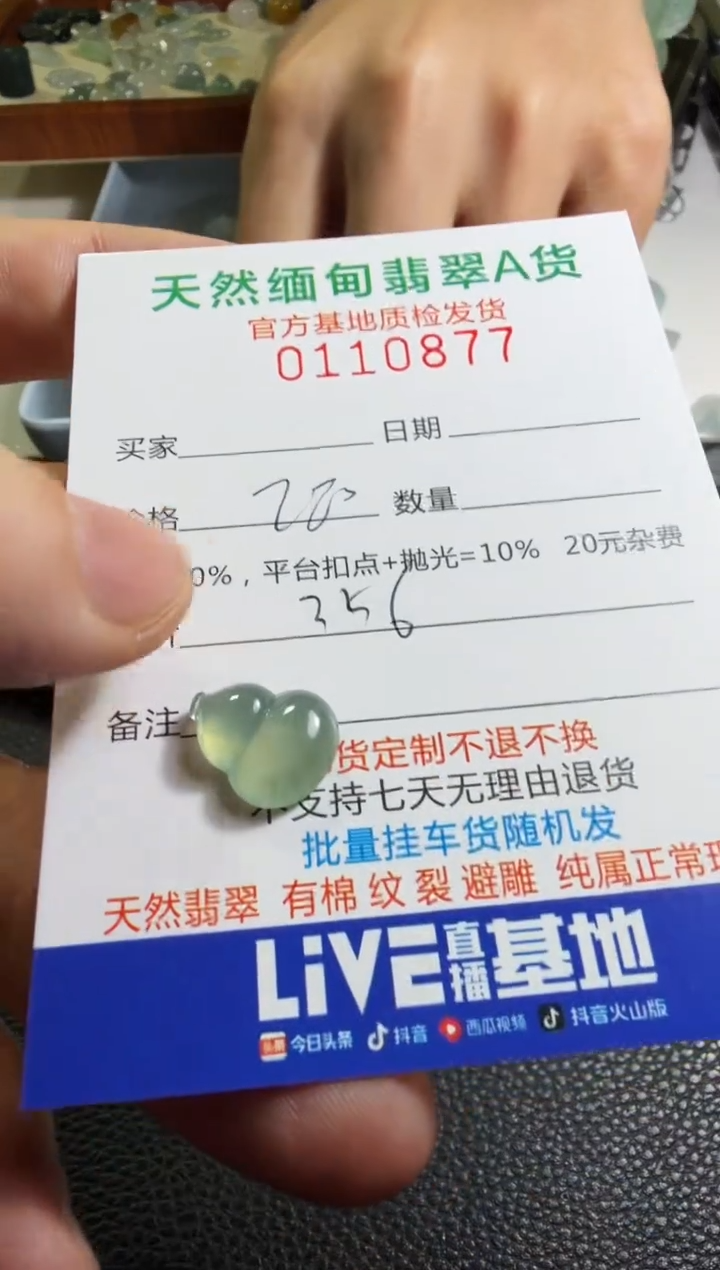 天然缅甸翡翠A货
官方基地质检发货
0110877
买家 日期
格 280 数量
0%，平台扣点+抛光=10% 20元杂费
356
备注
货定制不退不换
支持七天无理由退货
批量挂车货随机发
天然翡翠 有棉 纹 裂 避雕 纯属正常现
LiVE直播基地
头条 今日头条 抖音 西瓜视频 抖音火山版